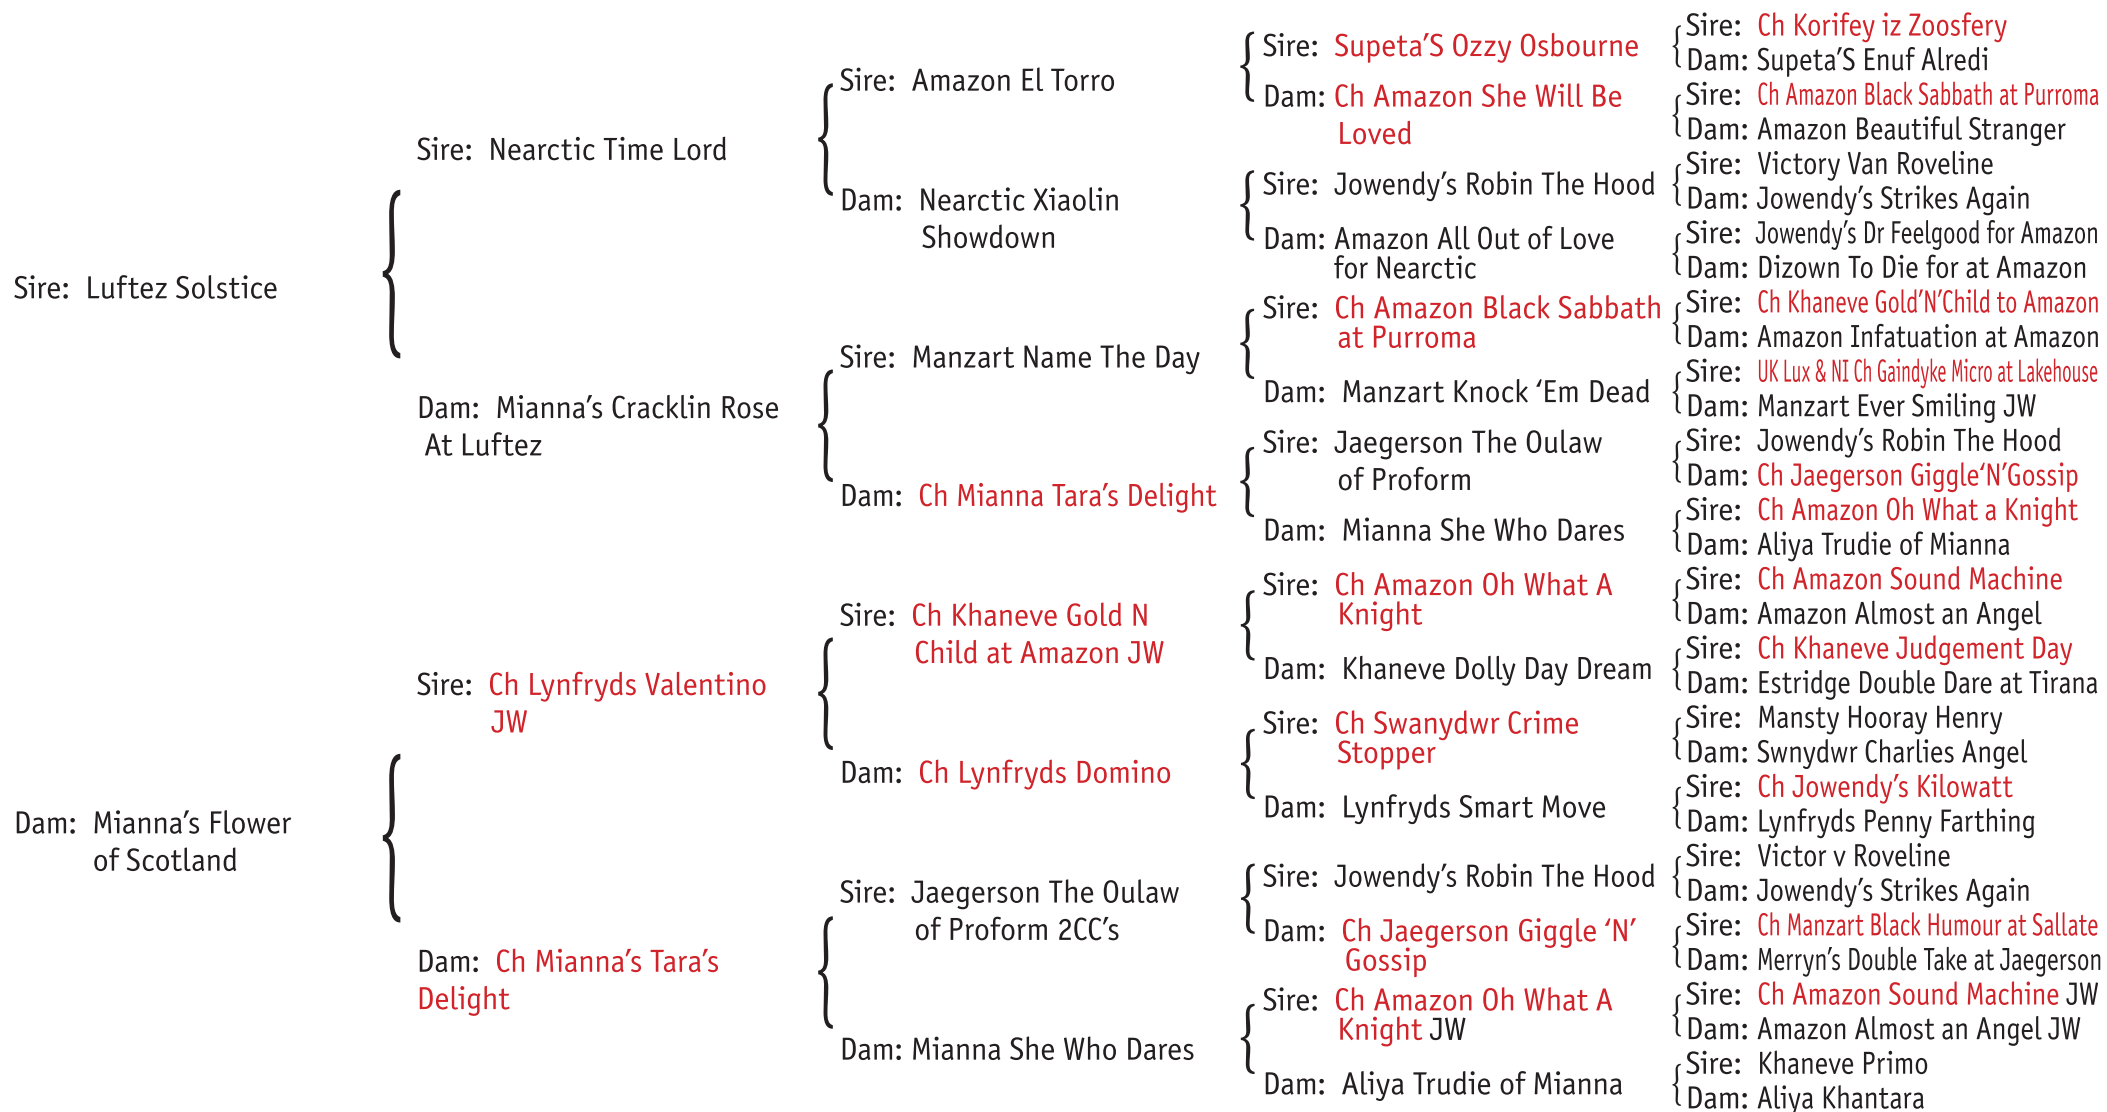 Sire: Luftez Solstice
Dam: Mianna’s Flower
of Scotland
Sire: Nearctic Time Lord
Dam: Mianna’s Cracklin Rose
At Luftez
Sire: Ch Lynfryds Valentino
JW
Dam: Ch Mianna’s Tara’s
Delight
Sire: Amazon El Torro
Dam: Nearctic Xiaolin
Showdown
Sire: Manzart Name The Day
Dam: Ch Mianna Tara’s Delight
Sire: Ch Khaneve Gold N
Child at Amazon JW
Dam: Ch Lynfryds Domino
Sire: Jaegerson The Oulaw
of Proform 2CC’s
Dam: Mianna She Who Dares
Sire: Supeta’S Ozzy Osbourne
Dam: Ch Amazon She Will Be
Loved
Sire: Jowendy’s Robin The Hood
Dam: Amazon All Out of Love
for Nearctic
Sire: Ch Amazon Black Sabbath
at Purroma
Dam: Manzart Knock ‘Em Dead
Sire: Jaegerson The Oulaw
of Proform
Dam: Mianna She Who Dares
Sire: Ch Amazon Oh What A
Knight
Dam: Khaneve Dolly Day Dream
Sire: Ch Swanydwr Crime
Stopper
Dam: Lynfryds Smart Move
Sire: Jowendy’s Robin The Hood
Dam: Ch Jaegerson Giggle ‘N’
Gossip
Sire: Ch Amazon Oh What A
Knight JW
Dam: Aliya Trudie of Mianna
Sire: Ch Korifey iz Zoosfery
Dam: Supeta’S Enuf Alredi
Sire: Ch Amazon Black Sabbath at Purroma
Dam: Amazon Beautiful Stranger
Sire: Victory Van Roveline
Dam: Jowendy’s Strikes Again
Sire: Jowendy’s Dr Feelgood for Amazon
Dam: Dizown To Die for at Amazon
Sire: Ch Khaneve Gold’N’Child to Amazon
Dam: Amazon Infatuation at Amazon
Sire: UK Lux & NI Ch Gaindyke Micro at Lakehouse
Dam: Manzart Ever Smiling JW
Sire: Jowendy’s Robin The Hood
Dam: Ch Jaegerson Giggle‘N’Gossip
Sire: Ch Amazon Oh What a Knight
Dam: Aliya Trudie of Mianna
Sire: Ch Amazon Sound Machine
Dam: Amazon Almost an Angel
Sire: Ch Khaneve Judgement Day
Dam: Estridge Double Dare at Tirana
Sire: Mansty Hooray Henry
Dam: Swnydwr Charlies Angel
Sire: Ch Jowendy’s Kilowatt
Dam: Lynfryds Penny Farthing
Sire: Victor v Roveline
Dam: Jowendy’s Strikes Again
Sire: Ch Manzart Black Humour at Sallate
Dam: Merryn’s Double Take at Jaegerson
Sire: Ch Amazon Sound Machine JW
Dam: Amazon Almost an Angel JW
Sire: Khaneve Primo
Dam: Aliya Khantara